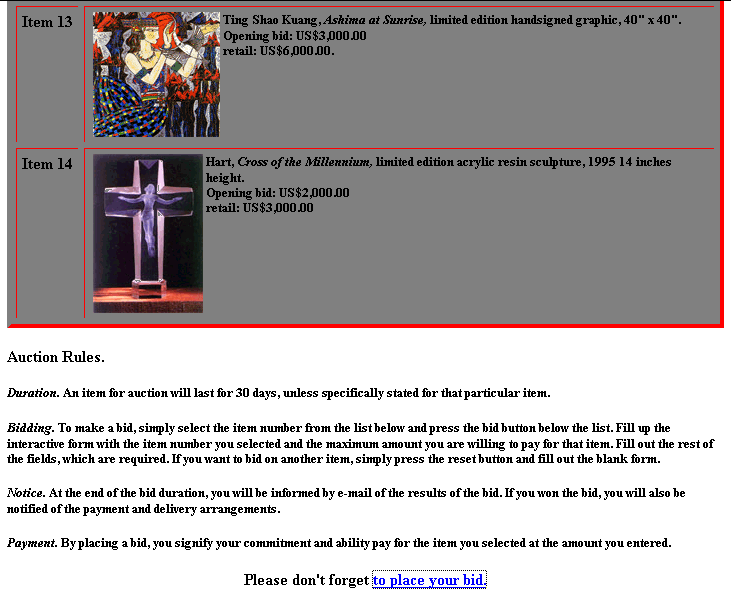 Item 13
Ting Shao Kuang, Ashima at Sunrise, limited edition handsigned graphic, 40" x 40".
Opening bid: US$3,000.00
retail: US$6,000.00.
Item 14
Hart, Cross of the Millennium, limited edition acrylic resin sculpture, 1995 14 inches
height.
Opening bid: US$2,000.00
retail: US$3,000.00
Auction Rules.
Duration. An item for auction will last for 30 days, unless specifically stated for that particular item.
Bidding. To make a bid, simply select the item number from the list below and press the bid button below the list. Fill up the
interactive form with the item number you selected and the maximum amount you are willing to pay for that item. Fill out the rest of
the fields, which are required. If you want to bid on another item, simply press the reset button and fill out the blank form.
Notice. At the end of the bid duration, you will be informed by e-mail of the results of the bid. If you won the bid, you will also be
notified of the payment and delivery arrangements.
Payment. By placing a bid, you signify your commitment and ability pay for the item you selected at the amount you entered.
Please don't forget to place your bid.